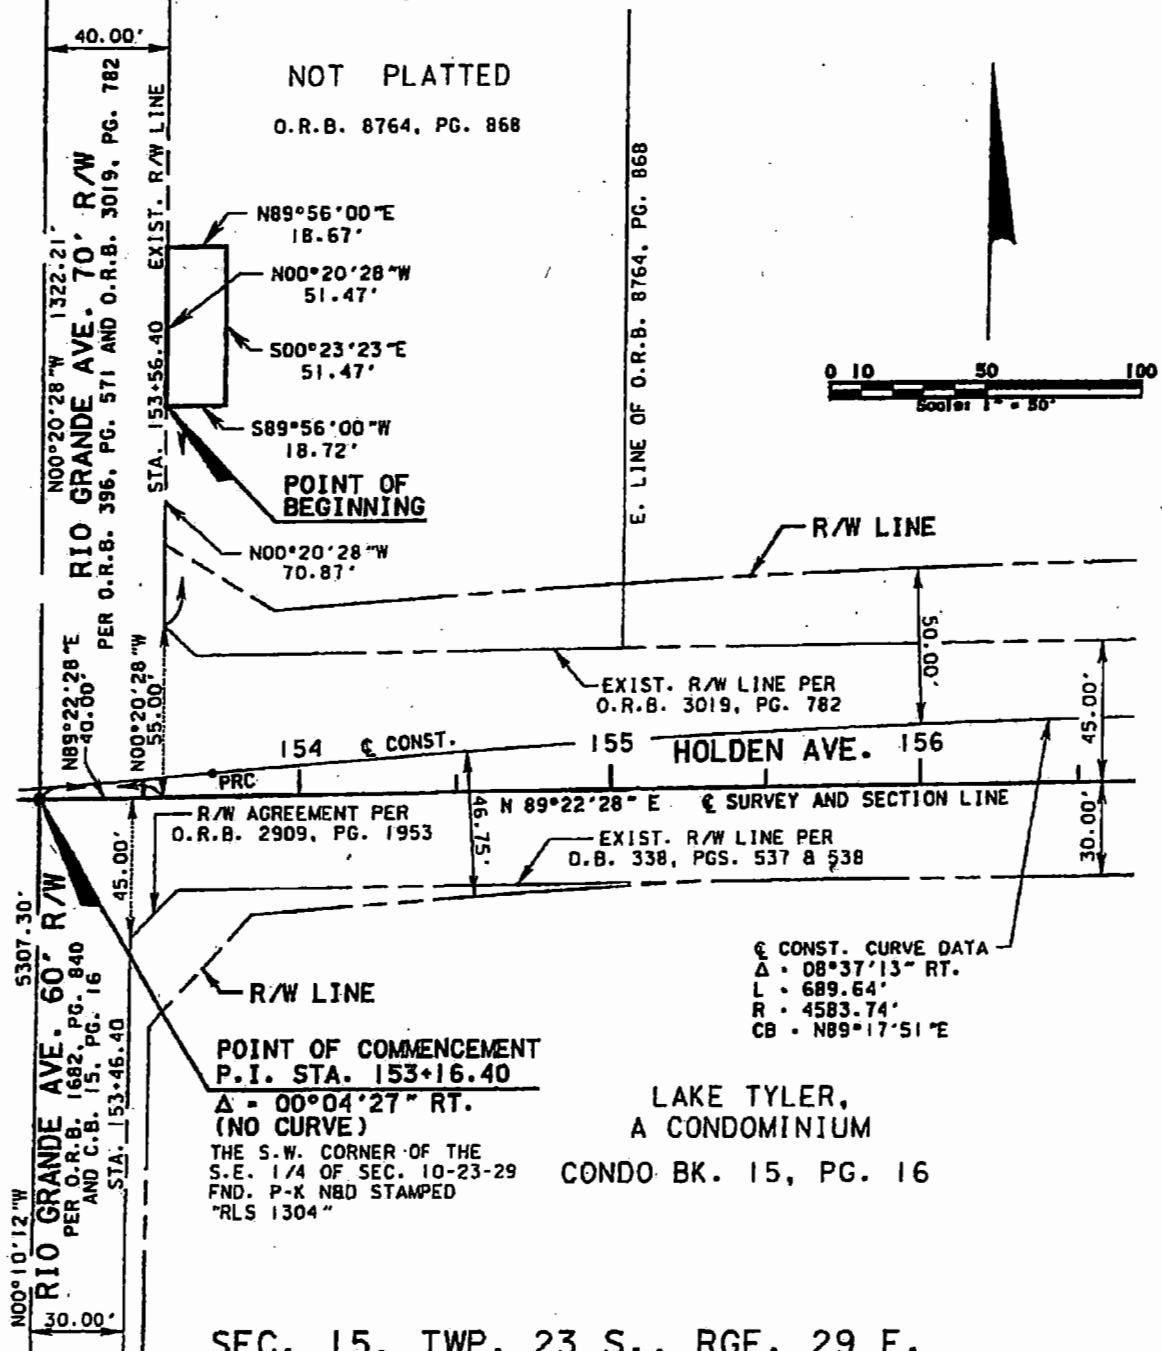 40.00'
NOT PLATTED
O.R.B. 8764, PG. 868
N00°20'28"W 1322.21'
RIO GRANDE AVE. 70' R/W
PER O.R.B. 396, PG. 571 AND O.R.B. 3019, PG. 782
STA. 153+56.40
EXIST. R/W LINE
N89°56'00"E
18.67'
N00°20'28"W
51.47'
S00°23'23"E
51.47'
S89°56'00"W
18.72'
POINT OF
BEGINNING
N00°20'28"W
70.87'
E. LINE OF O.R.B. 8764, PG. 868
0 10 50 100
Scale: 1" = 50'
R/W LINE
50.00'
45.00'
EXIST. R/W LINE PER
O.R.B. 3019, PG. 782
N89°22'28"E
40.00'
N00°20'28"W
55.00'
154 ℄ CONST. 155 HOLDEN AVE. 156
PRC
N 89°22'28" E ℄ SURVEY AND SECTION LINE
R/W AGREEMENT PER
O.R.B. 2909, PG. 1953
46.75'
EXIST. R/W LINE PER
D.B. 338, PGS. 537 & 538
30.00'
45.00'
5307.30'
N00°10'12"W
RIO GRANDE AVE. 60' R/W
PER O.R.B. 1682, PG. 840
AND C.B. 15, PG. 16
STA. 153+46.40
R/W LINE
℄ CONST. CURVE DATA
Δ = 08°37'13" RT.
L = 689.64'
R = 4583.74'
CB = N89°17'51"E
POINT OF COMMENCEMENT
P.I. STA. 153+16.40
Δ = 00°04'27" RT.
(NO CURVE)
THE S.W. CORNER OF THE
S.E. 1/4 OF SEC. 10-23-29
FND. P-K N&D STAMPED
"RLS 1304"
LAKE TYLER,
A CONDOMINIUM
CONDO BK. 15, PG. 16
30.00'
SEC. 15, TWP. 23 S., RGE. 29 E.